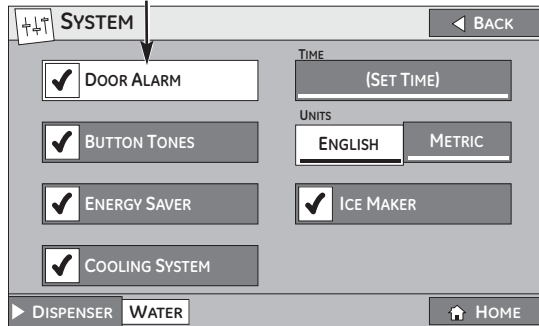 SYSTEM
BACK
DOOR ALARM
TIME
(SET TIME)
BUTTON TONES
UNITS
ENGLISH METRIC
ENERGY SAVER
ICE MAKER
COOLING SYSTEM
DISPENSER WATER
HOME